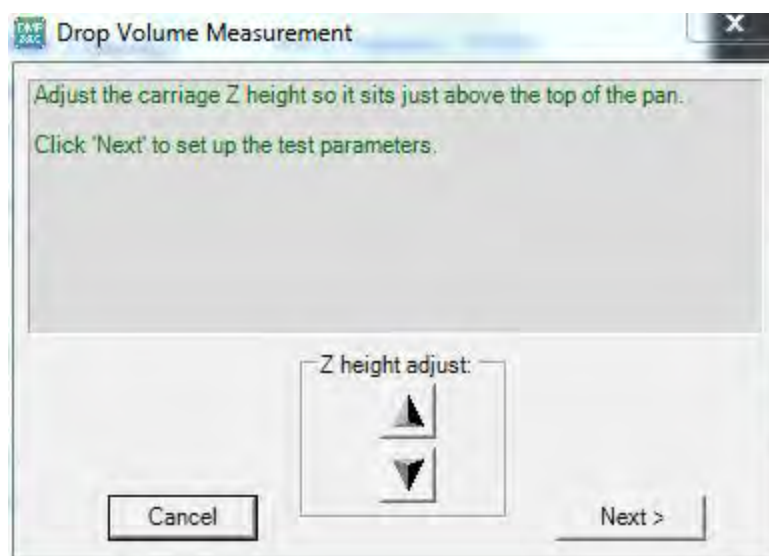 Drop Volume Measurement
Adjust the carriage Z height so it sits just above the top of the pan.
Click 'Next' to set up the test parameters.
Z height adjust:
Cancel
Next >